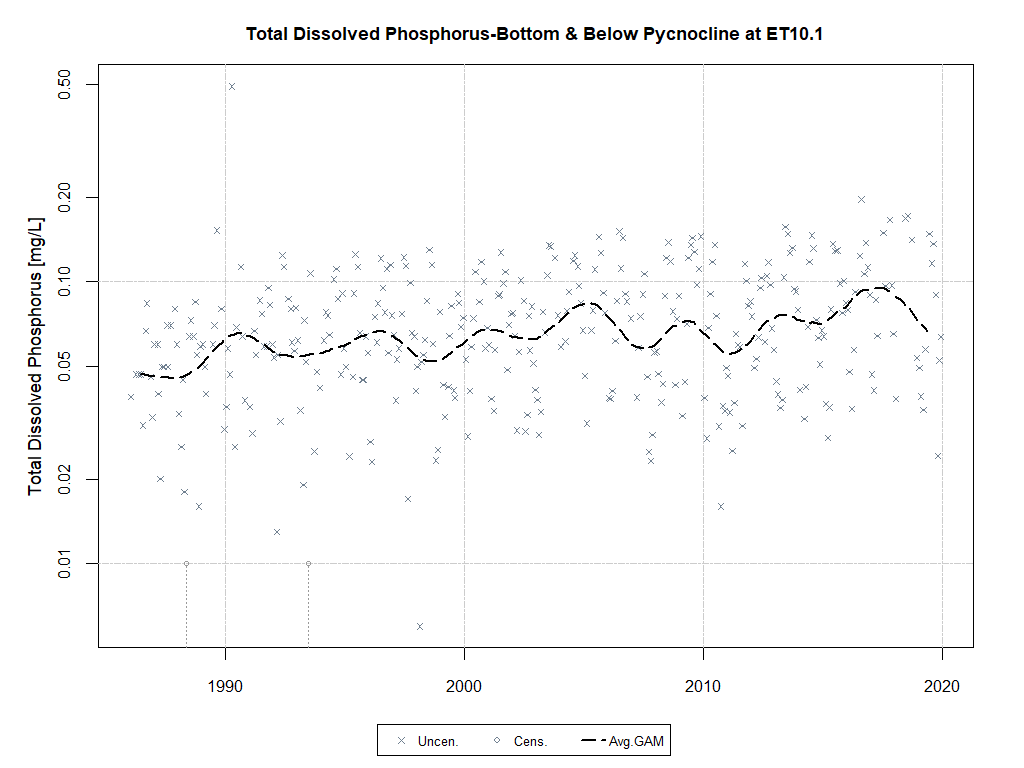 Total Dissolved Phosphorus-Bottom & Below Pycnocline at ET10.1
Total Dissolved Phosphorus [mg/L]
0.50
0.20
0.10
0.05
0.02
0.01
1990 2000 2010 2020
Uncen. Cens. Avg.GAM